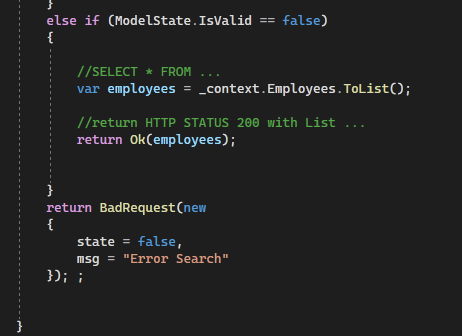 }
else if (ModelState.IsValid == false)
{
//SELECT * FROM ...
var employees = _context.Employees.ToList();
//return HTTP STATUS 200 with List ...
return Ok(employees);
}
return BadRequest(new
{
state = false,
msg = "Error Search"
}); ;
}